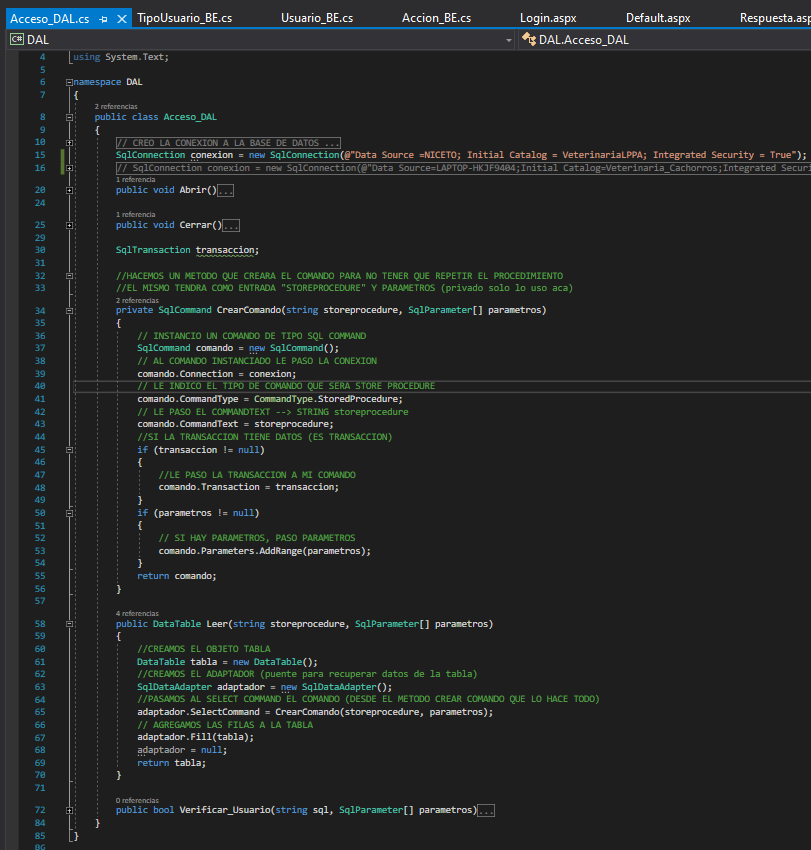 Acceso_DAL.cs TipoUsuario_BE.cs Usuario_BE.cs Accion_BE.cs Login.aspx Default.aspx Respuesta.asp
C# DAL DAL.Acceso_DAL
4 using System.Text;
5
6 namespace DAL
7 {
2 referencias
8 public class Acceso_DAL
9 {
10 // CREO LA CONEXION A LA BASE DE DATOS ...
15 SqlConnection conexion = new SqlConnection(@"Data Source =NICETO; Initial Catalog = VeterinariaLPPA; Integrated Security = True");
16 // SqlConnection conexion = new SqlConnection(@"Data Source=LAPTOP-HKJF9404;Initial Catalog=Veterinaria_Cachorros;Integrated Securi
1 referencia
20 public void Abrir()...
24
1 referencia
25 public void Cerrar()...
29
30 SqlTransaction transaccion;
31
32 //HACEMOS UN METODO QUE CREARA EL COMANDO PARA NO TENER QUE REPETIR EL PROCEDIMIENTO
33 //EL MISMO TENDRA COMO ENTRADA "STOREPROCEDURE" Y PARAMETROS (privado solo lo uso aca)
2 referencias
34 private SqlCommand CrearComando(string storeprocedure, SqlParameter[] parametros)
35 {
36 // INSTANCIO UN COMANDO DE TIPO SQL COMMAND
37 SqlCommand comando = new SqlCommand();
38 // AL COMANDO INSTANCIADO LE PASO LA CONEXION
39 comando.Connection = conexion;
40 // LE INDICO EL TIPO DE COMANDO QUE SERA STORE PROCEDURE
41 comando.CommandType = CommandType.StoredProcedure;
42 // LE PASO EL COMMANDTEXT --> STRING storeprocedure
43 comando.CommandText = storeprocedure;
44 //SI LA TRANSACCION TIENE DATOS (ES TRANSACCION)
45 if (transaccion != null)
46 {
47 //LE PASO LA TRANSACCION A MI COMANDO
48 comando.Transaction = transaccion;
49 }
50 if (parametros != null)
51 {
52 // SI HAY PARAMETROS, PASO PARAMETROS
53 comando.Parameters.AddRange(parametros);
54 }
55 return comando;
56 }
57
4 referencias
58 public DataTable Leer(string storeprocedure, SqlParameter[] parametros)
59 {
60 //CREAMOS EL OBJETO TABLA
61 DataTable tabla = new DataTable();
62 //CREAMOS EL ADAPTADOR (puente para recuperar datos de la tabla)
63 SqlDataAdapter adaptador = new SqlDataAdapter();
64 //PASAMOS AL SELECT COMMAND EL COMANDO (DESDE EL METODO CREAR COMANDO QUE LO HACE TODO)
65 adaptador.SelectCommand = CrearComando(storeprocedure, parametros);
66 // AGREGAMOS LAS FILAS A LA TABLA
67 adaptador.Fill(tabla);
68 adaptador = null;
69 return tabla;
70 }
71
0 referencias
72 public bool Verificar_Usuario(string sql, SqlParameter[] parametros)...
84 }
85 }
86